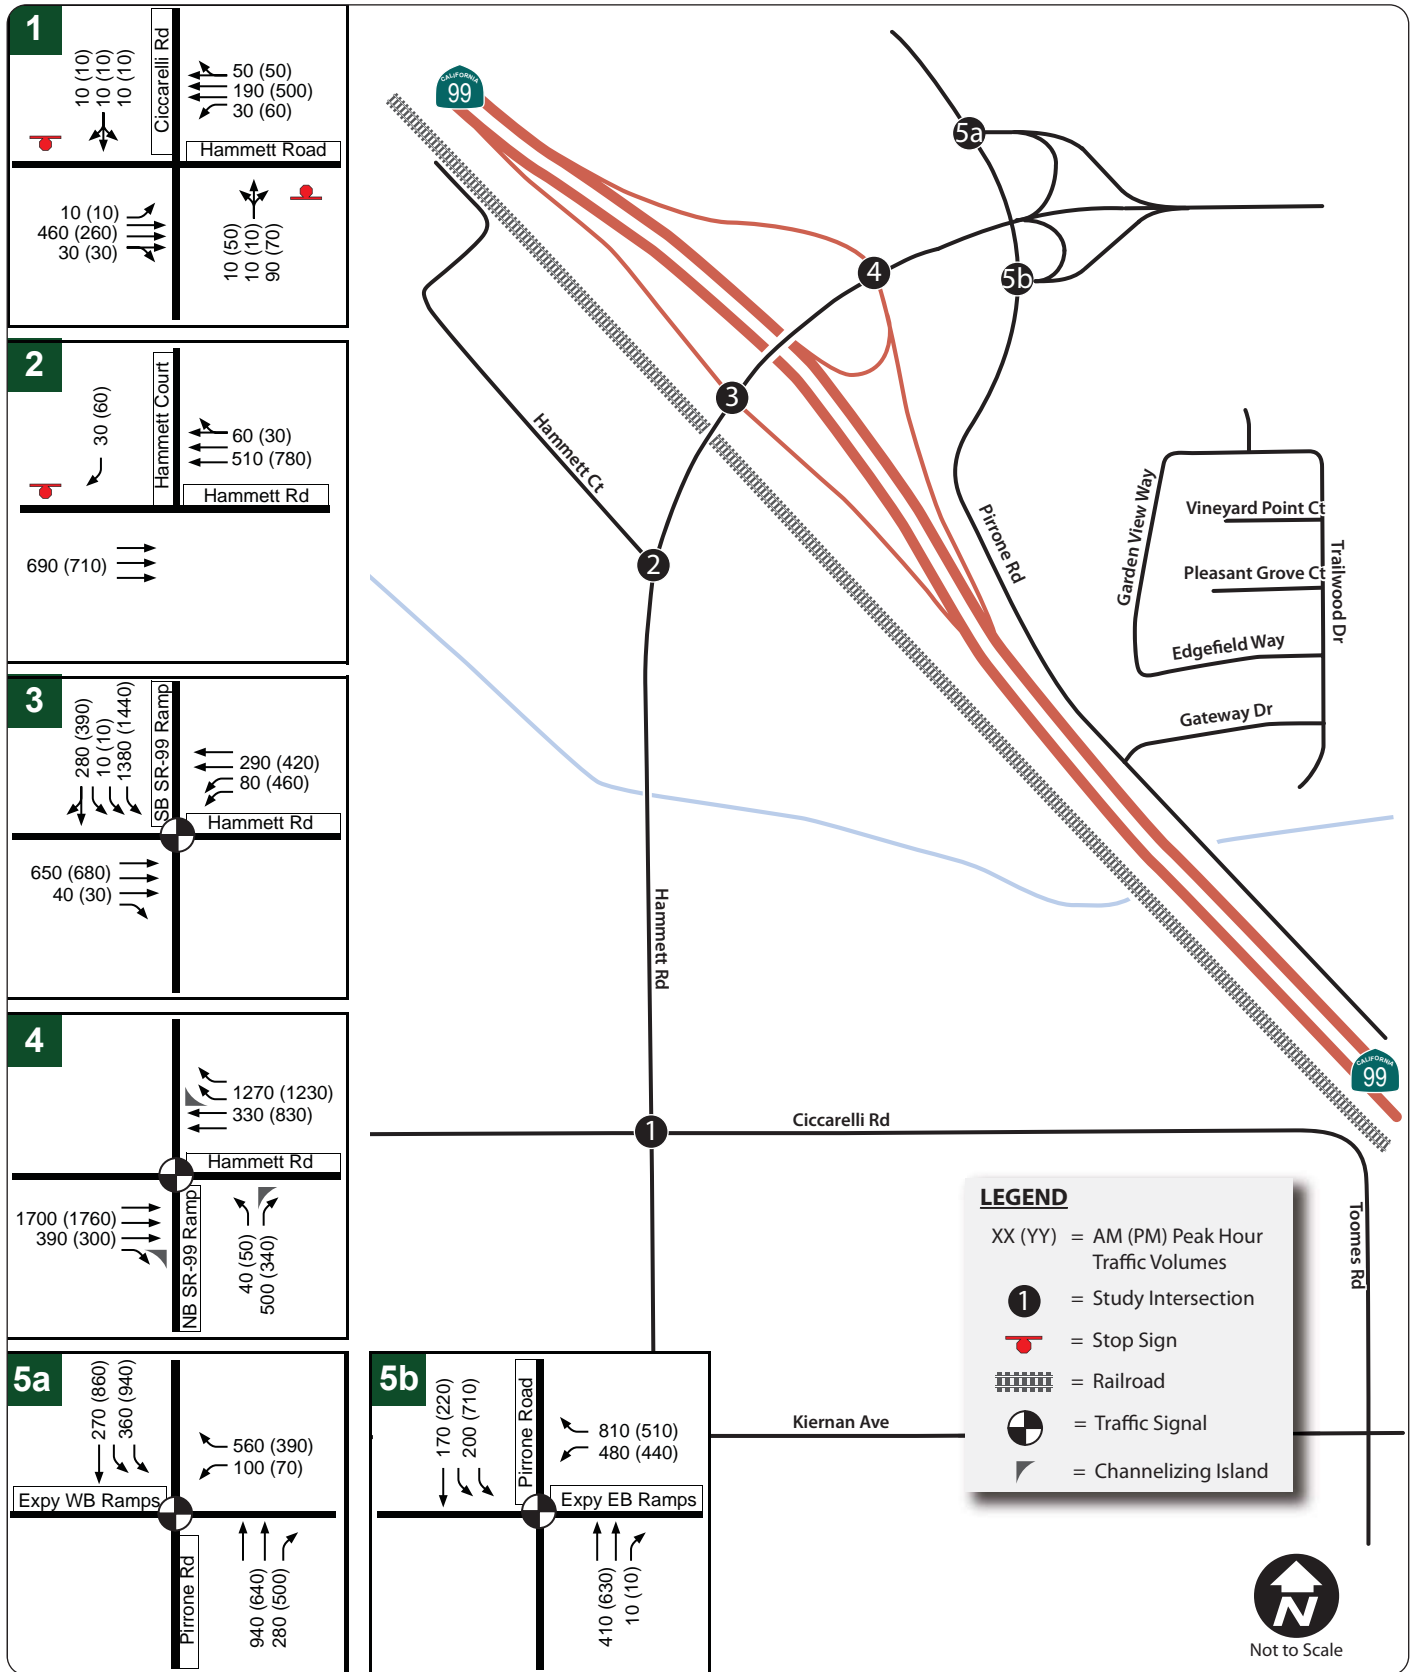 1
10 (10)
10 (10)
10 (10)
Ciccarelli Rd
50 (50)
190 (500)
30 (60)
Hammett Road
10 (10)
460 (260)
30 (30)
10 (50)
10 (10)
90 (70)
2
30 (60)
Hammett Court
60 (30)
510 (780)
Hammett Rd
690 (710)
3
280 (390)
10 (10)
1380 (1440)
SB SR-99 Ramp
290 (420)
80 (460)
Hammett Rd
650 (680)
40 (30)
4
1270 (1230)
330 (830)
Hammett Rd
1700 (1760)
390 (300)
NB SR-99 Ramp
40 (50)
500 (340)
5a
270 (860)
360 (940)
560 (390)
100 (70)
Expy WB Ramps
Pirrone Rd
940 (640)
280 (500)
5b
170 (220)
200 (710)
Pirrone Road
810 (510)
480 (440)
Expy EB Ramps
410 (630)
10 (10)
CALIFORNIA
99
5a
4
5b
3
Hammett Ct
2
Pirrone Rd
Garden View Way
Vineyard Point Ct
Pleasant Grove Ct
Trailwood Dr
Edgefield Way
Gateway Dr
Hammett Rd
CALIFORNIA
99
1
Ciccarelli Rd
Toomes Rd
Kiernan Ave
LEGEND
XX (YY) = AM (PM) Peak Hour
Traffic Volumes
1 = Study Intersection
= Stop Sign
= Railroad
= Traffic Signal
= Channelizing Island
N
Not to Scale